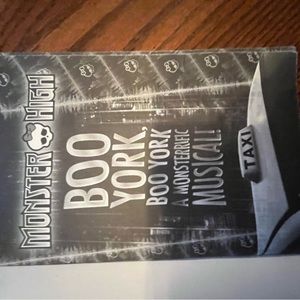 MONSTER HIGH
BOO
YORK,
BOO YORK
A MONSTERRIFIC
MUSICAL!
TAXI